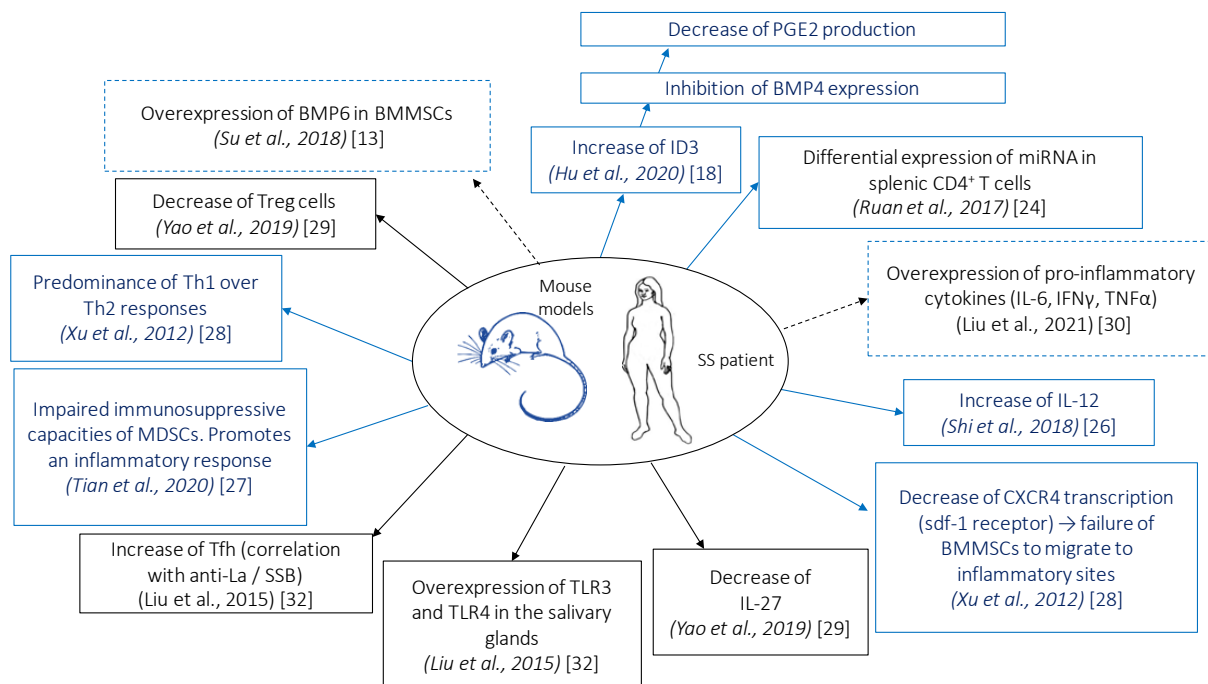 Decrease of PGE2 production
Inhibition of BMP4 expression
Overexpression of BMP6 in BMMSCs
(Su et al., 2018) [13]
Increase of ID3
(Hu et al., 2020) [18]
Differential expression of miRNA in
splenic CD4⁺ T cells
(Ruan et al., 2017) [24]
Decrease of Treg cells
(Yao et al., 2019) [29]
Overexpression of pro-inflammatory
cytokines (IL-6, IFNγ, TNFα)
(Liu et al., 2021) [30]
Predominance of Th1 over
Th2 responses
(Xu et al., 2012) [28]
Mouse
models
SS patient
Impaired immunosuppressive
capacities of MDSCs. Promotes
an inflammatory response
(Tian et al., 2020) [27]
Increase of IL-12
(Shi et al., 2018) [26]
Decrease of CXCR4 transcription
(sdf-1 receptor) → failure of
BMMSCs to migrate to
inflammatory sites
(Xu et al., 2012) [28]
Increase of Tfh (correlation
with anti-La / SSB)
(Liu et al., 2015) [32]
Overexpression of TLR3
and TLR4 in the salivary
glands
(Liu et al., 2015) [32]
Decrease of
IL-27
(Yao et al., 2019) [29]